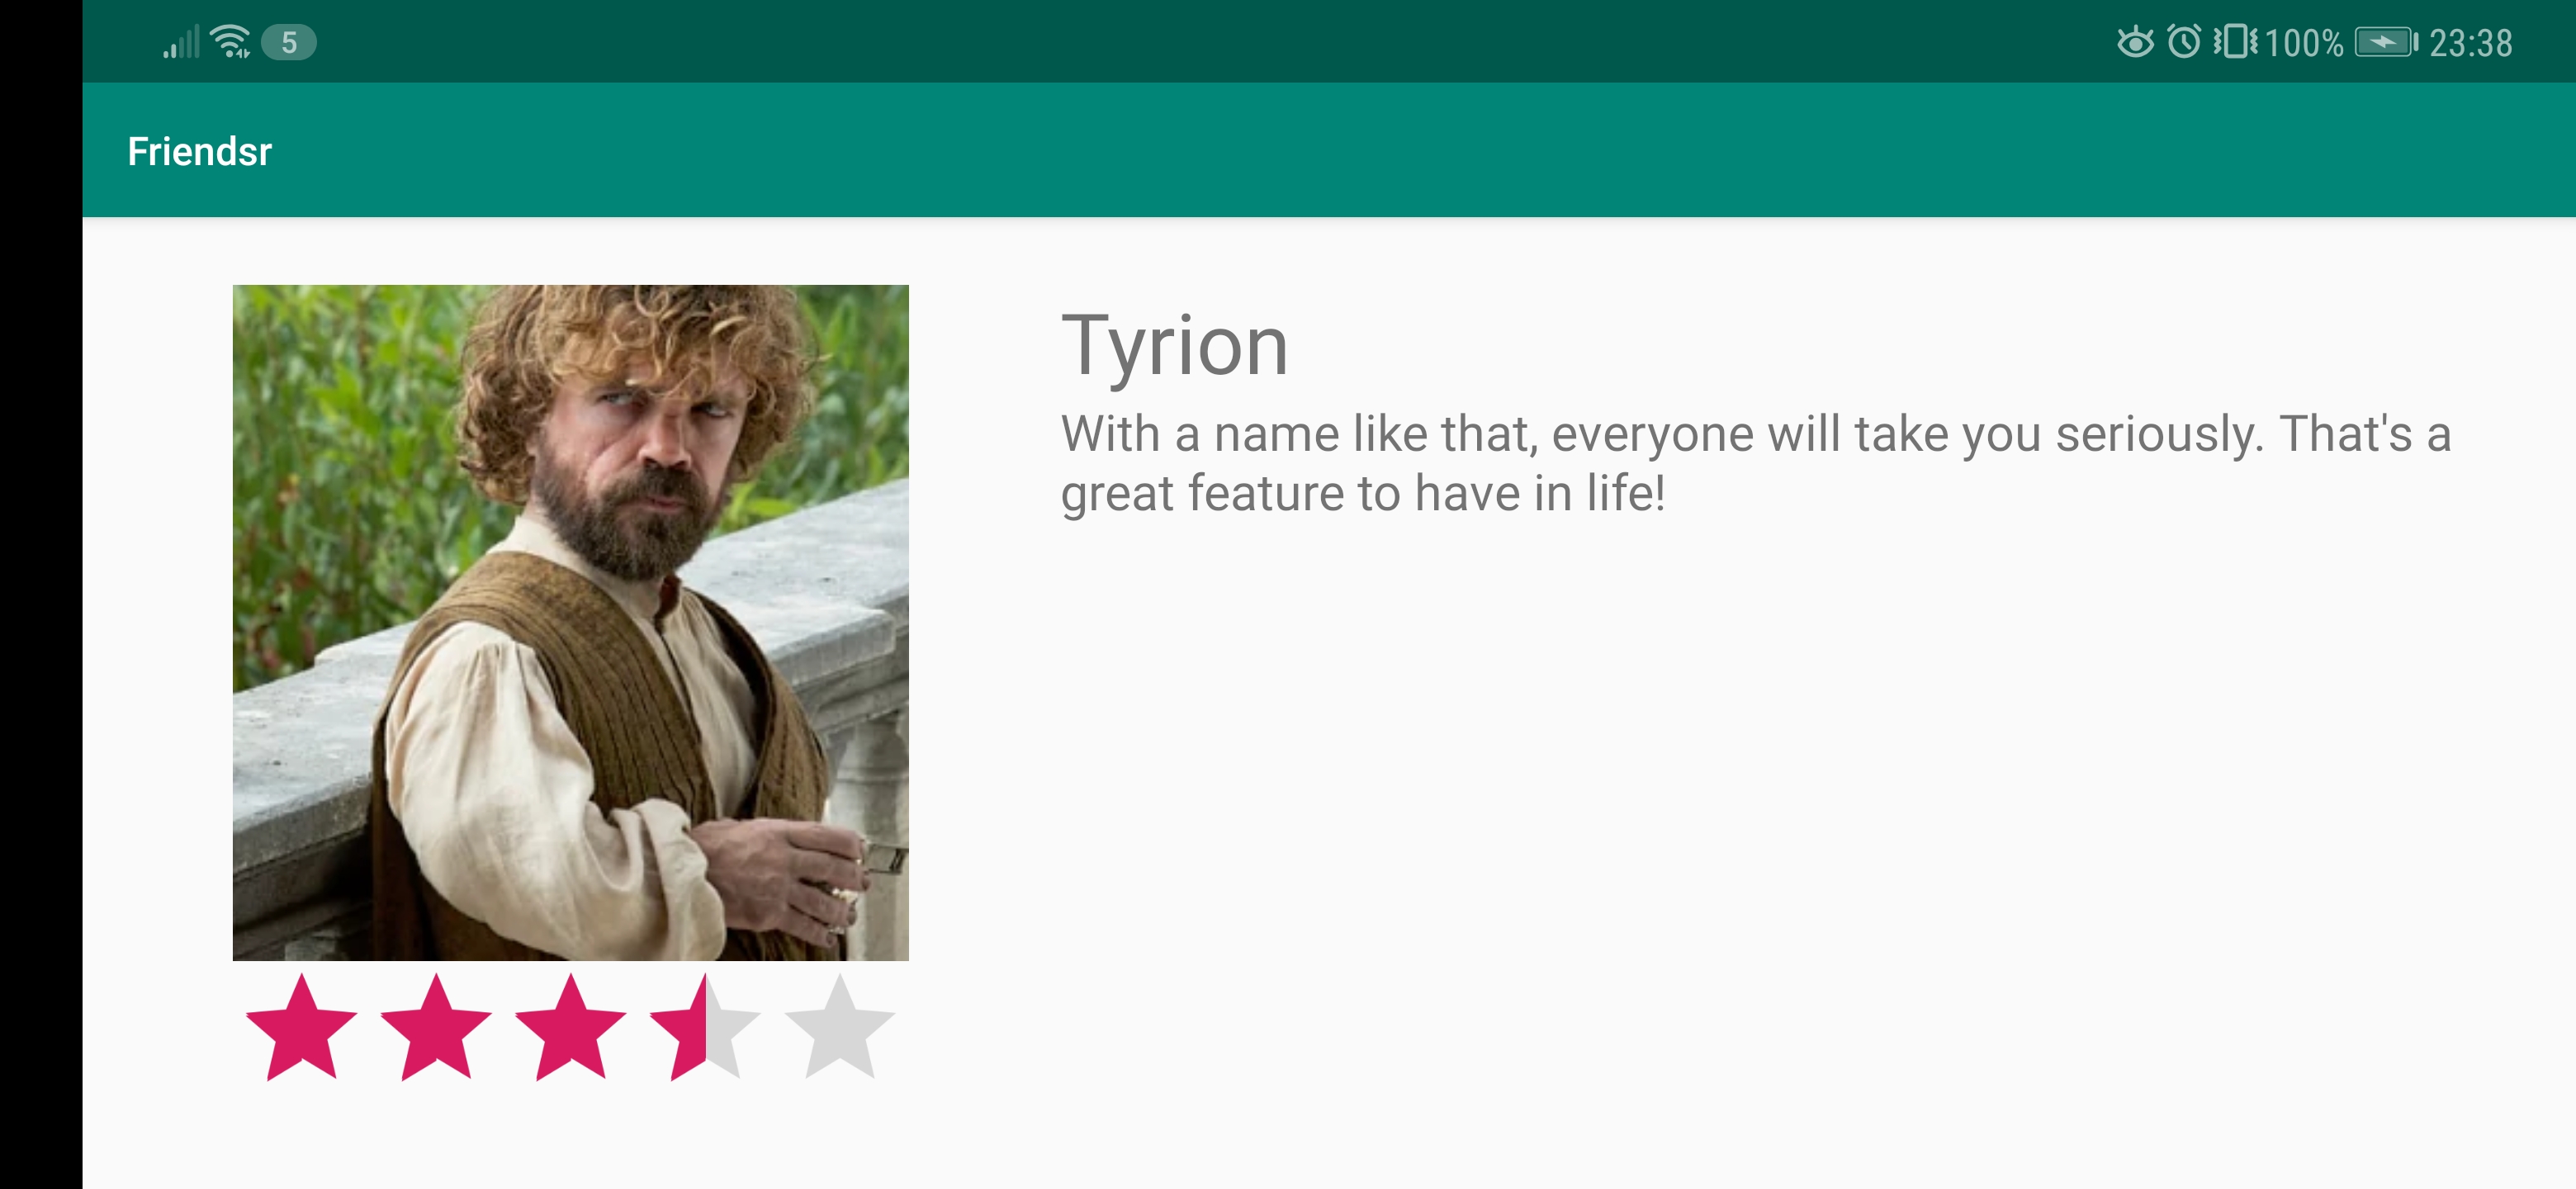 5
100% 23:38
Friendsr
Tyrion
With a name like that, everyone will take you seriously. That's a
great feature to have in life!